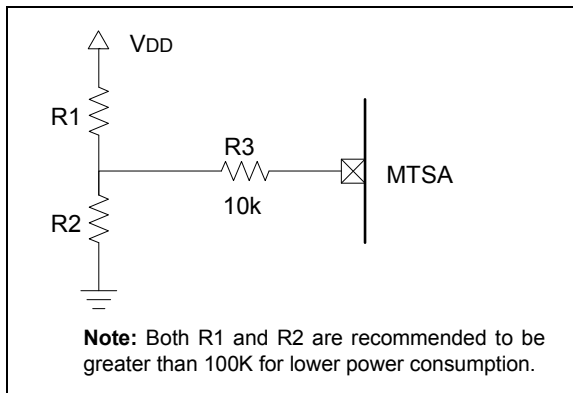 VDD
R1
R3
MTSA
10k
R2
Note: Both R1 and R2 are recommended to be
greater than 100K for lower power consumption.